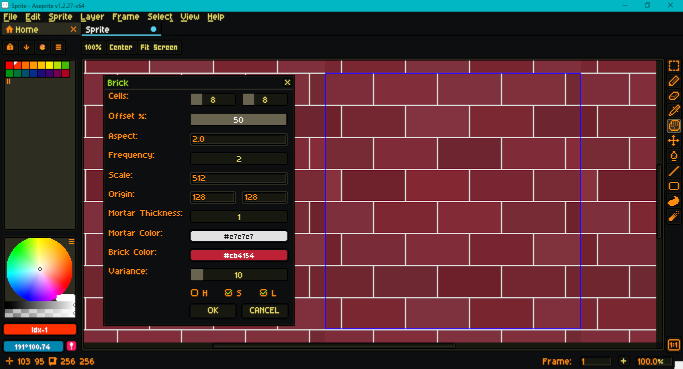 Sprite - Aseprite v1.2.27-x64
File Edit Sprite Layer Frame Select View Help
Home Sprite
100% Center Fit Screen
Brick
Cells: 8 8
Offset %: 50
Aspect: 2.0
Frequency: 2
Scale: 512
Origin: 128 128
Mortar Thickness: 1
Mortar Color: #e7e7e7
Brick Color: #cb4154
Variance: 10
H S L
OK CANCEL
Idx-1
191°100;74
1:1
103 95 256 256 Frame: 1 + 100.0%